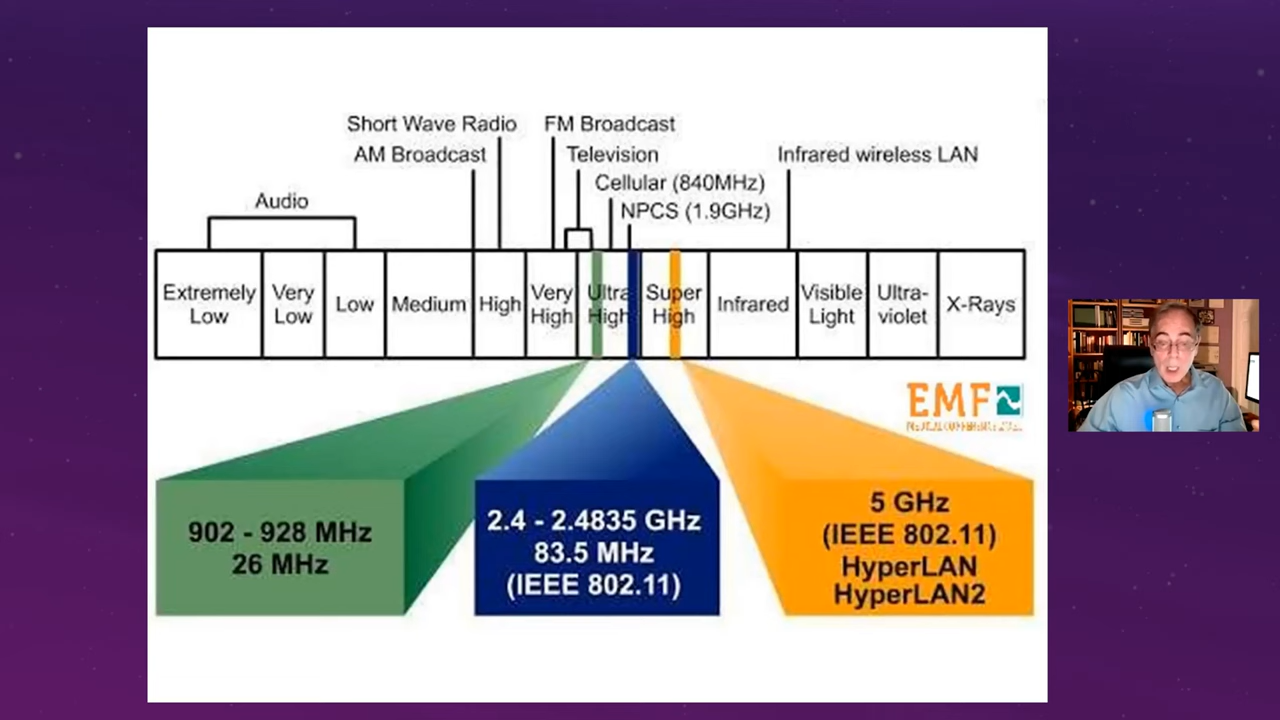 Short Wave Radio
FM Broadcast
AM Broadcast
Television
Infrared wireless LAN
Cellular (840MHz)
Audio
NPCS (1.9GHz)
Extremely
Low
Very
Low
Low
Medium
High
Very
High
Ultra
High
Super
High
Infrared
Visible
Light
Ultra-
violet
X-Rays
EMF
MEDICAL CONFERENCE
902 - 928 MHz
26 MHz
2.4 - 2.4835 GHz
83.5 MHz
(IEEE 802.11)
5 GHz
(IEEE 802.11)
HyperLAN
HyperLAN2